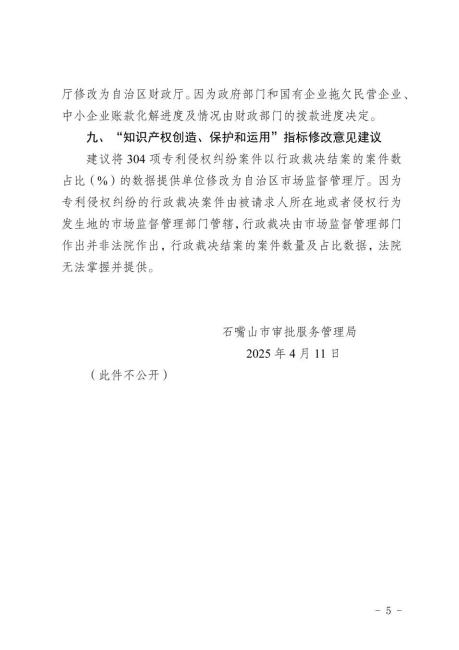 厅修改为自治区财政厅。因为政府部门和国有企业拖欠民营企业、
中小企业账款化解进度及情况由财政部门的拨款进度决定。
九、“知识产权创造、保护和运用”指标修改意见建议
建议将 304 项专利侵权纠纷案件以行政裁决结案的案件数
占比（%）的数据提供单位修改为自治区市场监督管理厅。因为
专利侵权纠纷的行政裁决案件由被请求人所在地或者侵权行为
发生地的市场监督管理部门管辖，行政裁决由市场监督管理部门
作出并非法院作出，行政裁决结案的案件数量及占比数据，法院
无法掌握并提供。
石嘴山市审批服务管理局
2025 年 4 月 11 日
（此件不公开）
- 5 -